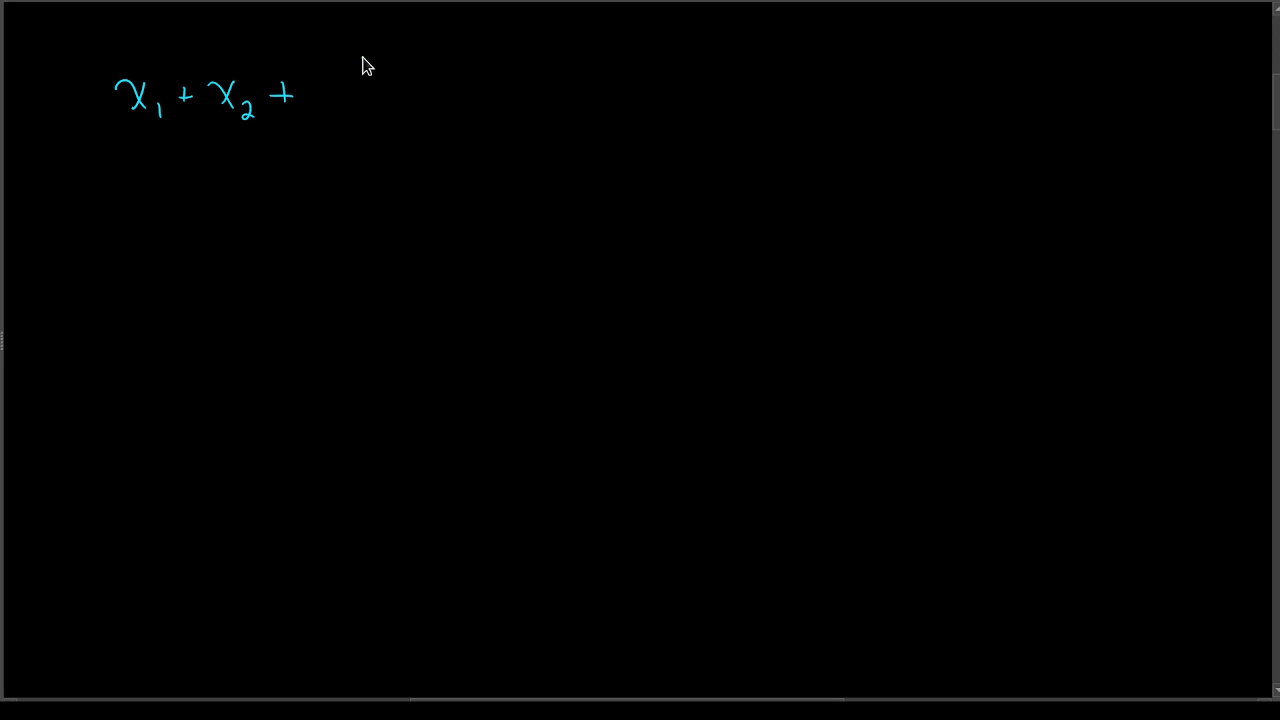 x₁ + x₂ +